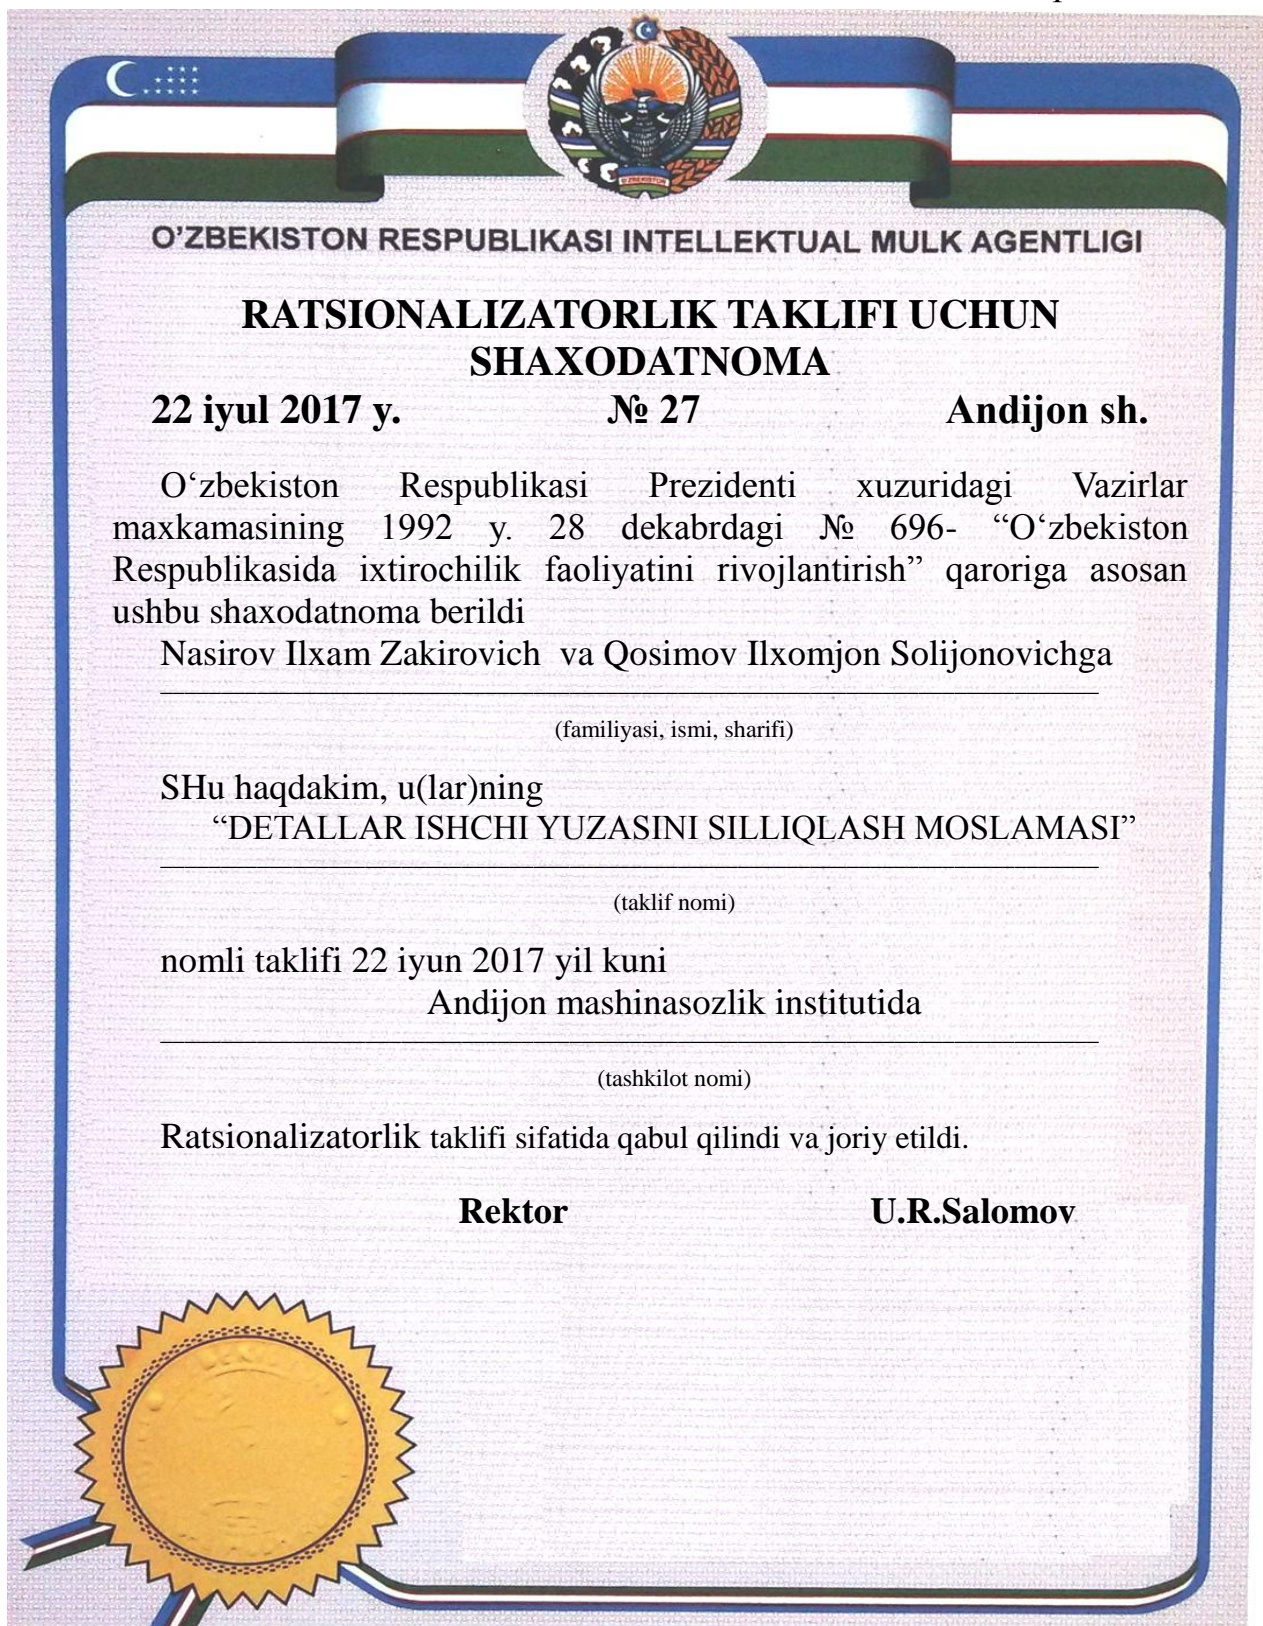 O'ZBEKISTON RESPUBLIKASI INTELLEKTUAL MULK AGENTLIGI
RATSIONALIZATORLIK TAKLIFI UCHUN
SHAXODATNOMA
22 iyul 2017 y. № 27 Andijon sh.
O‘zbekiston Respublikasi Prezidenti xuzuridagi Vazirlar
maxkamasining 1992 y. 28 dekabrdagi № 696- “O‘zbekiston
Respublikasida ixtirochilik faoliyatini rivojlantirish” qaroriga asosan
ushbu shaxodatnoma berildi
Nasirov Ilxam Zakirovich va Qosimov Ilxomjon Solijonovichga
(familiyasi, ismi, sharifi)
SHu haqdakim, u(lar)ning
“DETALLAR ISHCHI YUZASINI SILLIQLASH MOSLAMASI”
(taklif nomi)
nomli taklifi 22 iyun 2017 yil kuni
Andijon mashinasozlik institutida
(tashkilot nomi)
Ratsionalizatorlik taklifi sifatida qabul qilindi va joriy etildi.
Rektor U.R.Salomov